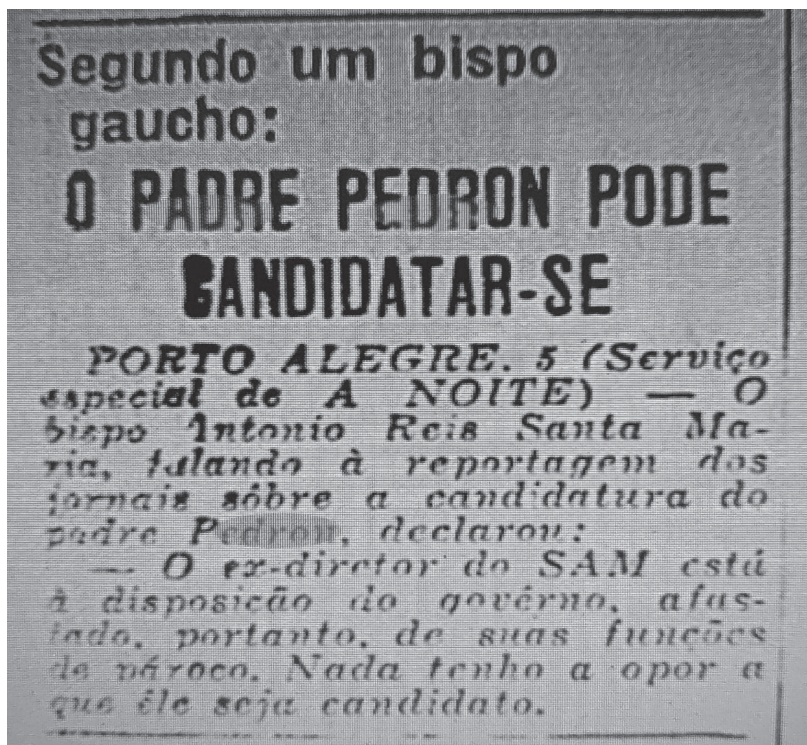 Segundo um bispo
gaucho:
O PADRE PEDRON PODE
CANDIDATAR-SE
PORTO ALEGRE. 5 (Serviço
especial de A NOITE) — O
bispo Antonio Reis Santa Ma-
ria, falando à reportagem dos
jornais sôbre a candidatura do
padre Pedron, declarou:
— O ex-diretor do SAM está
à disposicão do govêrno, afas-
tado, portanto, de suas funcões
de pároco. Nada tenho a opor a
que êle seja candidato.